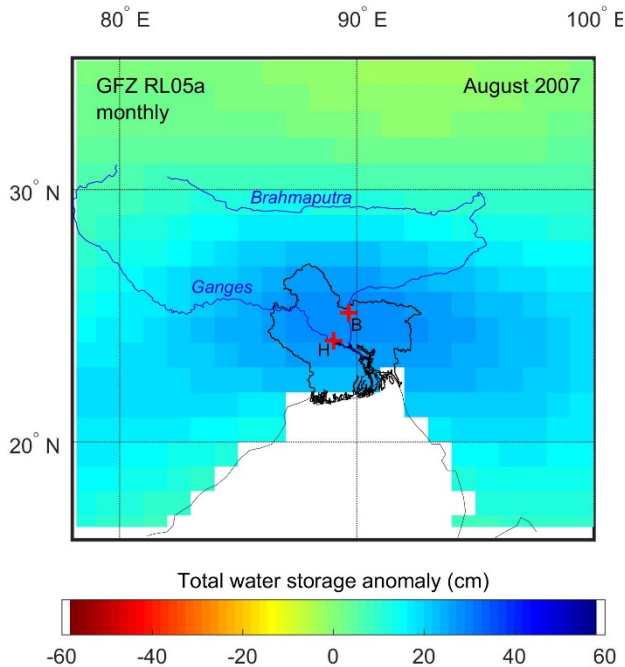 80° E 90° E 100° E
GFZ RL05a August 2007
monthly
30° N
Brahmaputra
Ganges
B
H
20° N
Total water storage anomaly (cm)
-60 -40 -20 0 20 40 60